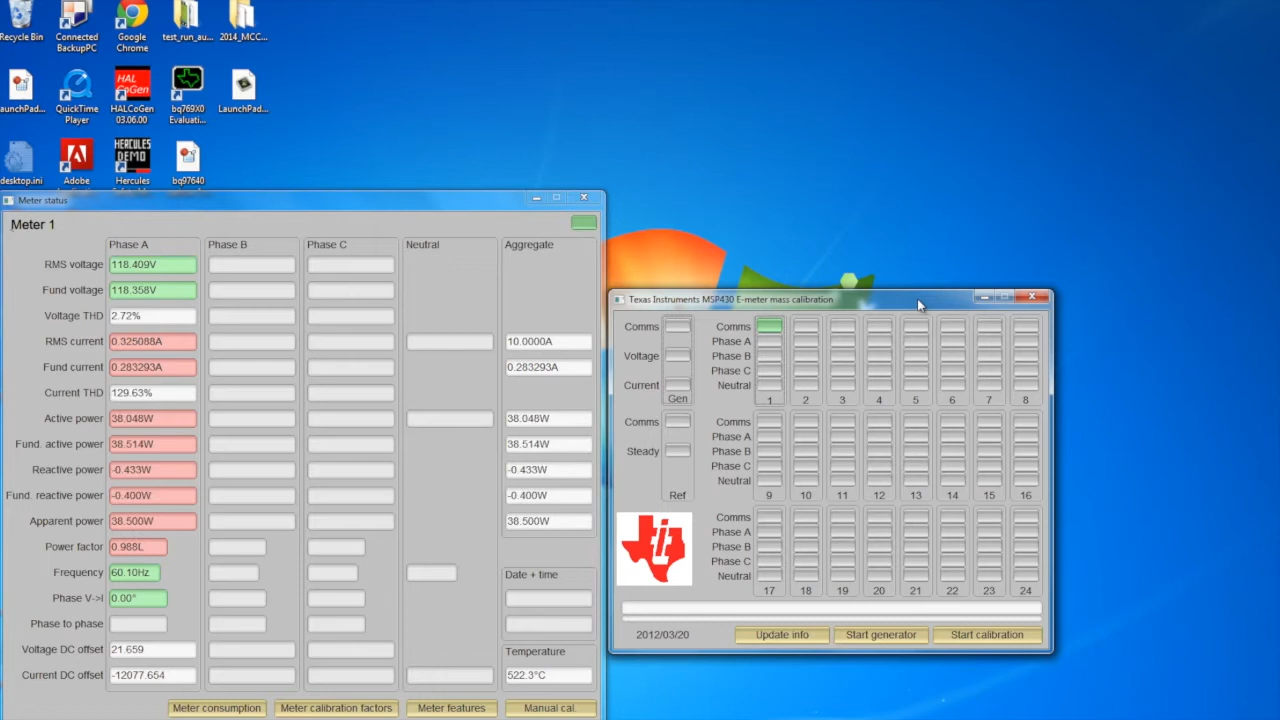 Recycle Bin
Connected BackupPC
Google Chrome
test_run_au...
2014_MCC...
LaunchPad...
QuickTime Player
HAL CoGen
HALCoGen 03.06.00
bq769X0 Evaluati...
LaunchPad...
desktop.ini
Adobe
HERCULES DEMO
Hercules
bq97640
Meter status
Meter 1
Phase A Phase B Phase C Neutral Aggregate
RMS voltage 118.409V
Fund voltage 118.358V
Voltage THD 2.72%
RMS current 0.325088A 10.0000A
Fund current 0.283293A 0.283293A
Current THD 129.63%
Active power 38.048W 38.048W
Fund. active power 38.514W 38.514W
Reactive power -0.433W -0.433W
Fund. reactive power -0.400W -0.400W
Apparent power 38.500W 38.500W
Power factor 0.988L
Frequency 60.10Hz Date + time
Phase V->I 0.00°
Phase to phase
Voltage DC offset 21.659 Temperature
Current DC offset -12077.654 522.3°C
Meter consumption Meter calibration factors Meter features Manual cal.
Texas Instruments MSP430 E-meter mass calibration
Comms Comms
Phase A
Voltage Phase B
Phase C
Current Neutral
Gen 1 2 3 4 5 6 7 8
Comms Comms
Phase A
Steady Phase B
Phase C
Neutral
Ref 9 10 11 12 13 14 15 16
Comms
Phase A
Phase B
Phase C
Neutral
17 18 19 20 21 22 23 24
2012/03/20 Update info Start generator Start calibration